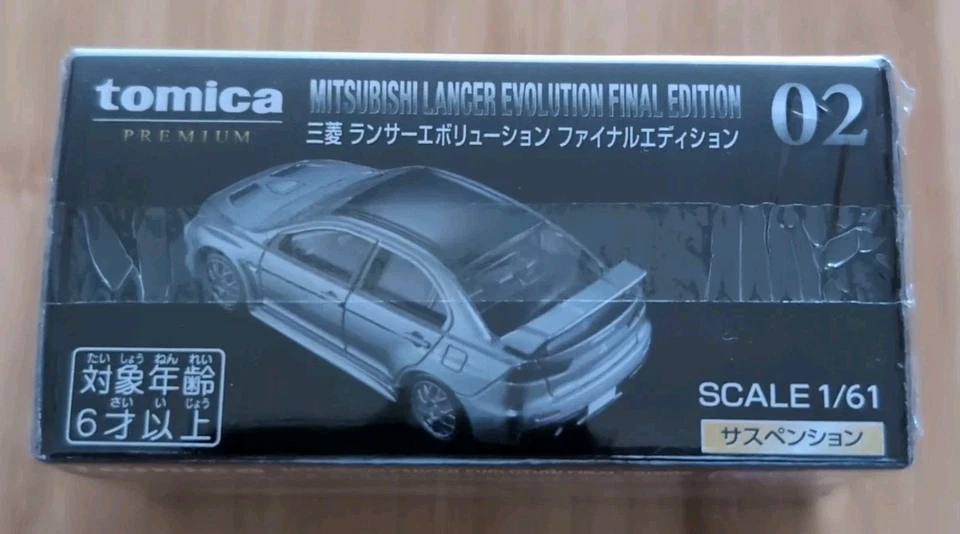 tomica
PREMIUM
MITSUBISHI LANCER EVOLUTION FINAL EDITION
三菱 ランサーエボリューション ファイナルエディション
02
たいしょうねんれい
対象年齢
さいいじょう
6才以上
SCALE 1/61
サスペンション